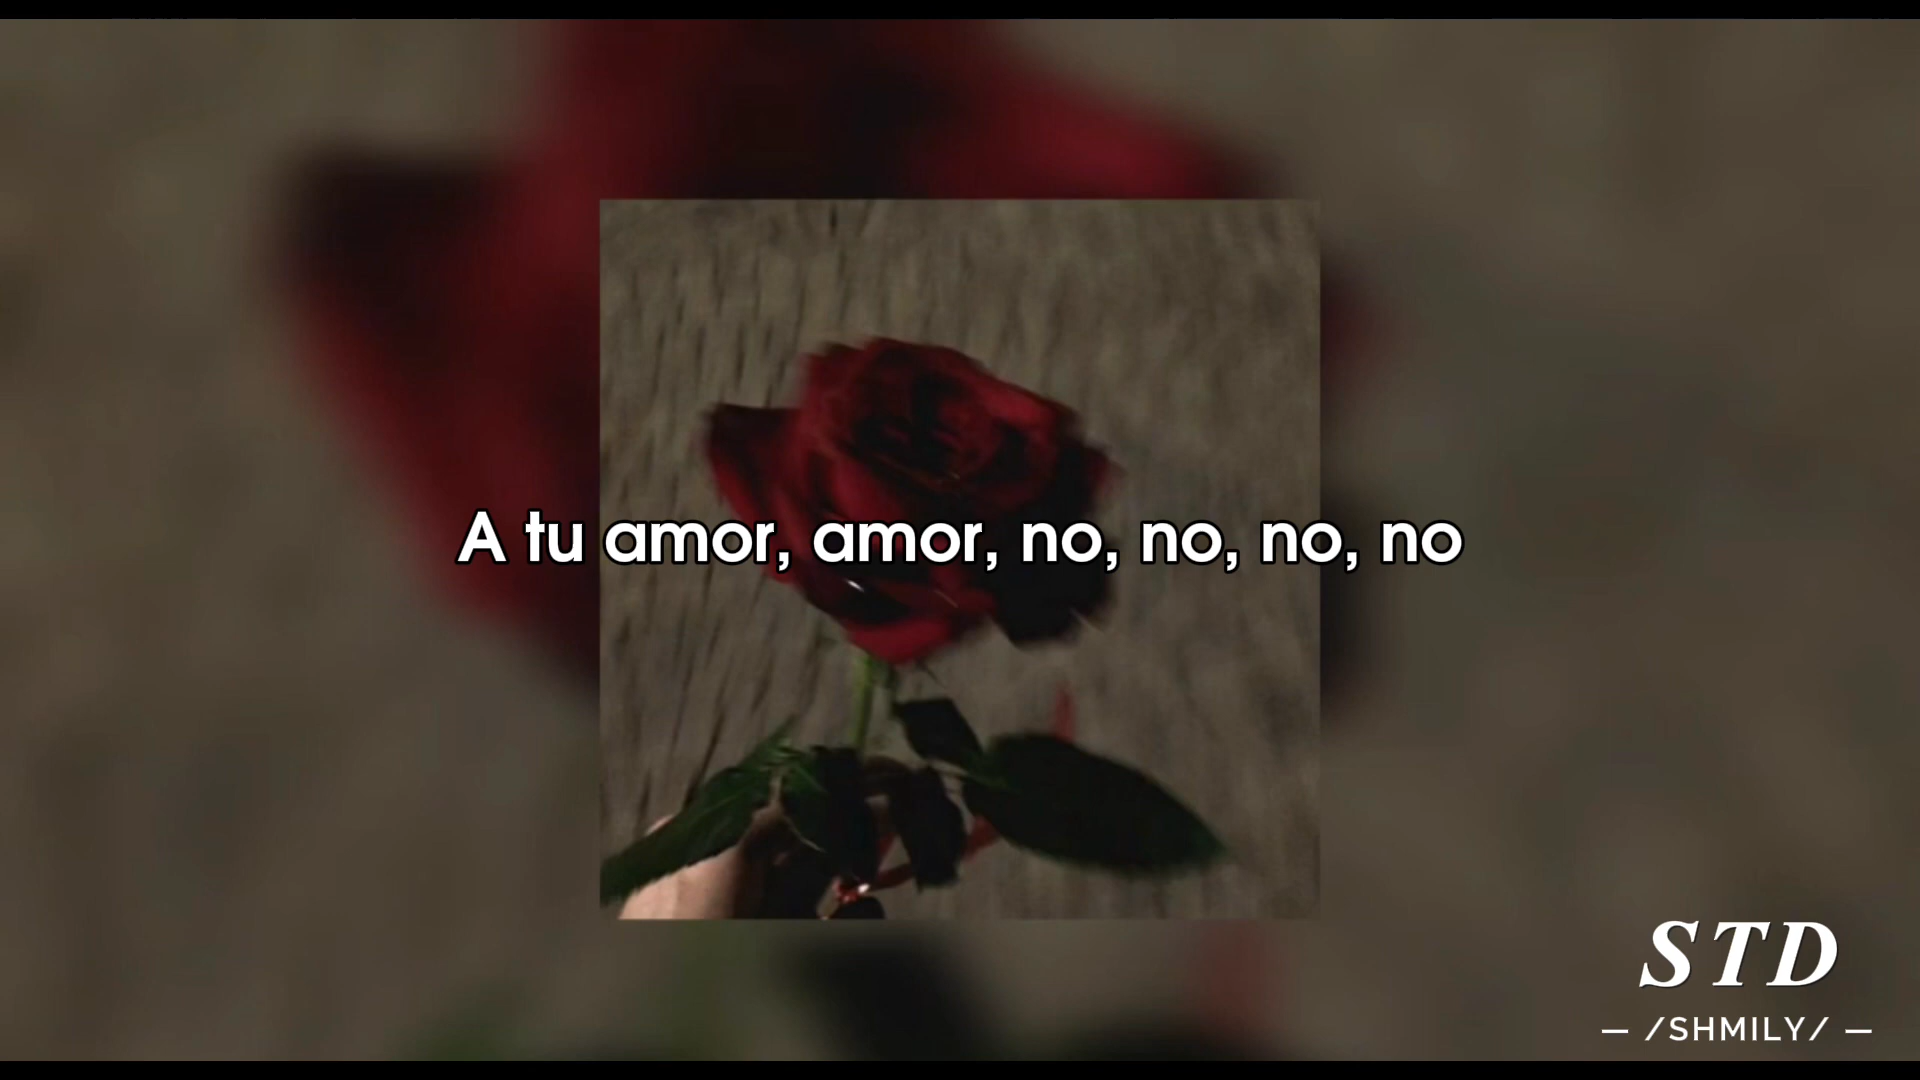 A tu amor, amor, no, no, no, no
STD
— /SHMILY/ —